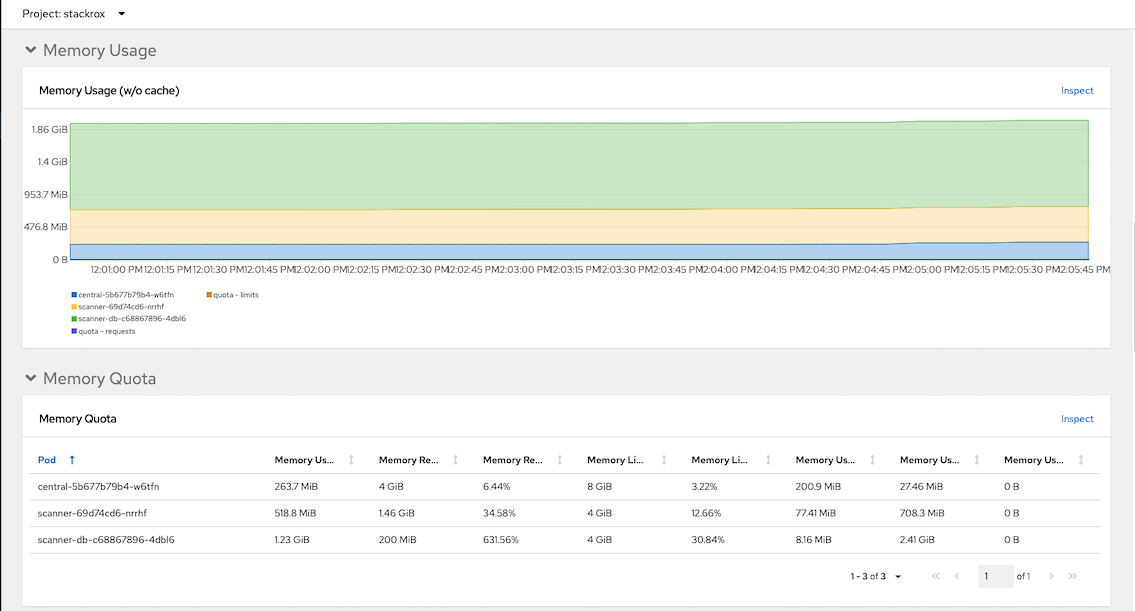 Project: stackrox
Memory Usage
Memory Usage (w/o cache) Inspect
1.86 GiB
1.4 GiB
953.7 MiB
476.8 MiB
0 B
12:01:00 PM 12:01:15 PM 12:01:30 PM 12:01:45 PM 12:02:00 PM 12:02:15 PM 12:02:30 PM 12:02:45 PM 12:03:00 PM 12:03:15 PM 12:03:30 PM 12:03:45 PM 12:04:00 PM 12:04:15 PM 12:04:30 PM 12:04:45 PM 12:05:00 PM 12:05:15 PM 12:05:30 PM 12:05:45 PM
central-5b677b79b4-w6tfn quota - limits
scanner-69d74cd6-nrrhf
scanner-db-c68867896-4dbl6
quota - requests
Memory Quota
Memory Quota Inspect
Pod Memory Us... Memory Re... Memory Re... Memory Li... Memory Li... Memory Us... Memory Us... Memory Us...
central-5b677b79b4-w6tfn 263.7 MiB 4 GiB 6.44% 8 GiB 3.22% 200.9 MiB 27.46 MiB 0 B
scanner-69d74cd6-nrrhf 518.8 MiB 1.46 GiB 34.58% 4 GiB 12.66% 77.41 MiB 708.3 MiB 0 B
scanner-db-c68867896-4dbl6 1.23 GiB 200 MiB 631.56% 4 GiB 30.84% 8.16 MiB 2.41 GiB 0 B
1 - 3 of 3 1 of 1